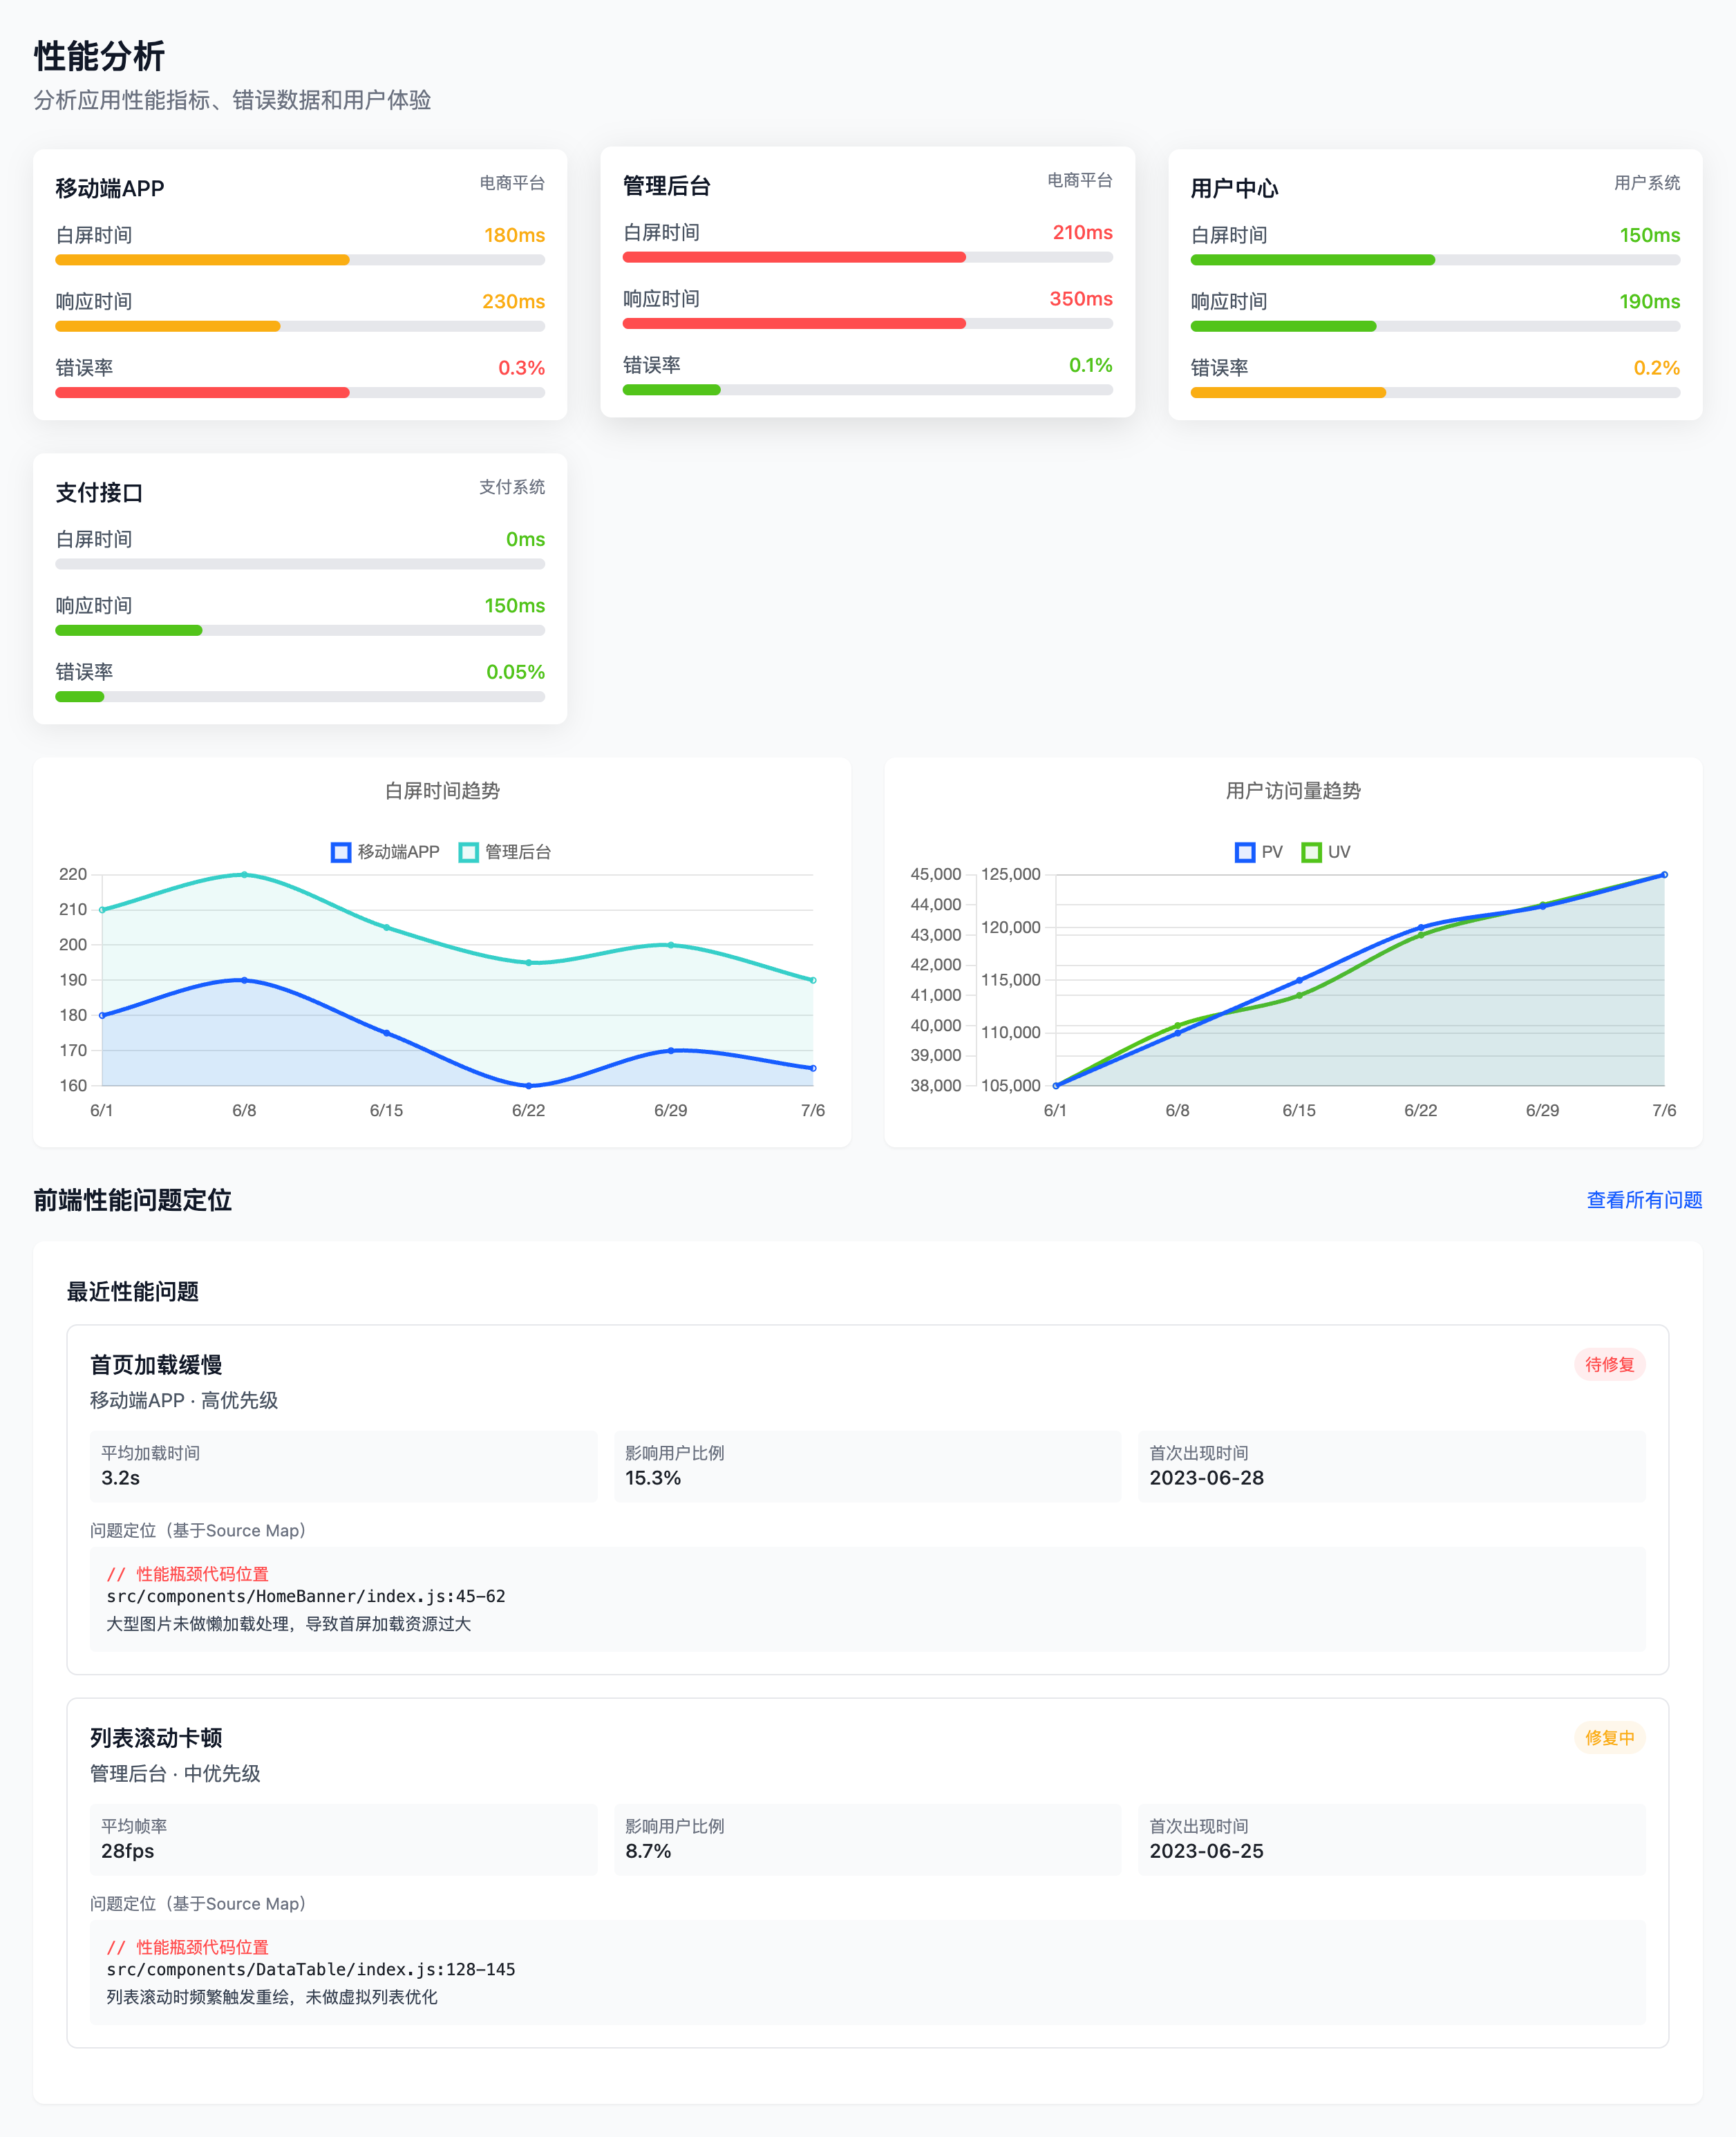 性能分析
分析应用性能指标、错误数据和用户体验
移动端APP 电商平台
白屏时间 180ms
响应时间 230ms
错误率 0.3%
管理后台 电商平台
白屏时间 210ms
响应时间 350ms
错误率 0.1%
用户中心 用户系统
白屏时间 150ms
响应时间 190ms
错误率 0.2%
支付接口 支付系统
白屏时间 0ms
响应时间 150ms
错误率 0.05%
白屏时间趋势
移动端APP 管理后台
220
210
200
190
180
170
160
6/1 6/8 6/15 6/22 6/29 7/6
用户访问量趋势
PV UV
45,000
44,000
43,000
42,000
41,000
40,000
39,000
38,000
125,000
120,000
115,000
110,000
105,000
6/1 6/8 6/15 6/22 6/29 7/6
前端性能问题定位 查看所有问题
最近性能问题
首页加载缓慢 待修复
移动端APP · 高优先级
平均加载时间
3.2s
影响用户比例
15.3%
首次出现时间
2023-06-28
问题定位（基于Source Map）
// 性能瓶颈代码位置
src/components/HomeBanner/index.js:45-62
大型图片未做懒加载处理，导致首屏加载资源过大
列表滚动卡顿 修复中
管理后台 · 中优先级
平均帧率
28fps
影响用户比例
8.7%
首次出现时间
2023-06-25
问题定位（基于Source Map）
// 性能瓶颈代码位置
src/components/DataTable/index.js:128-145
列表滚动时频繁触发重绘，未做虚拟列表优化